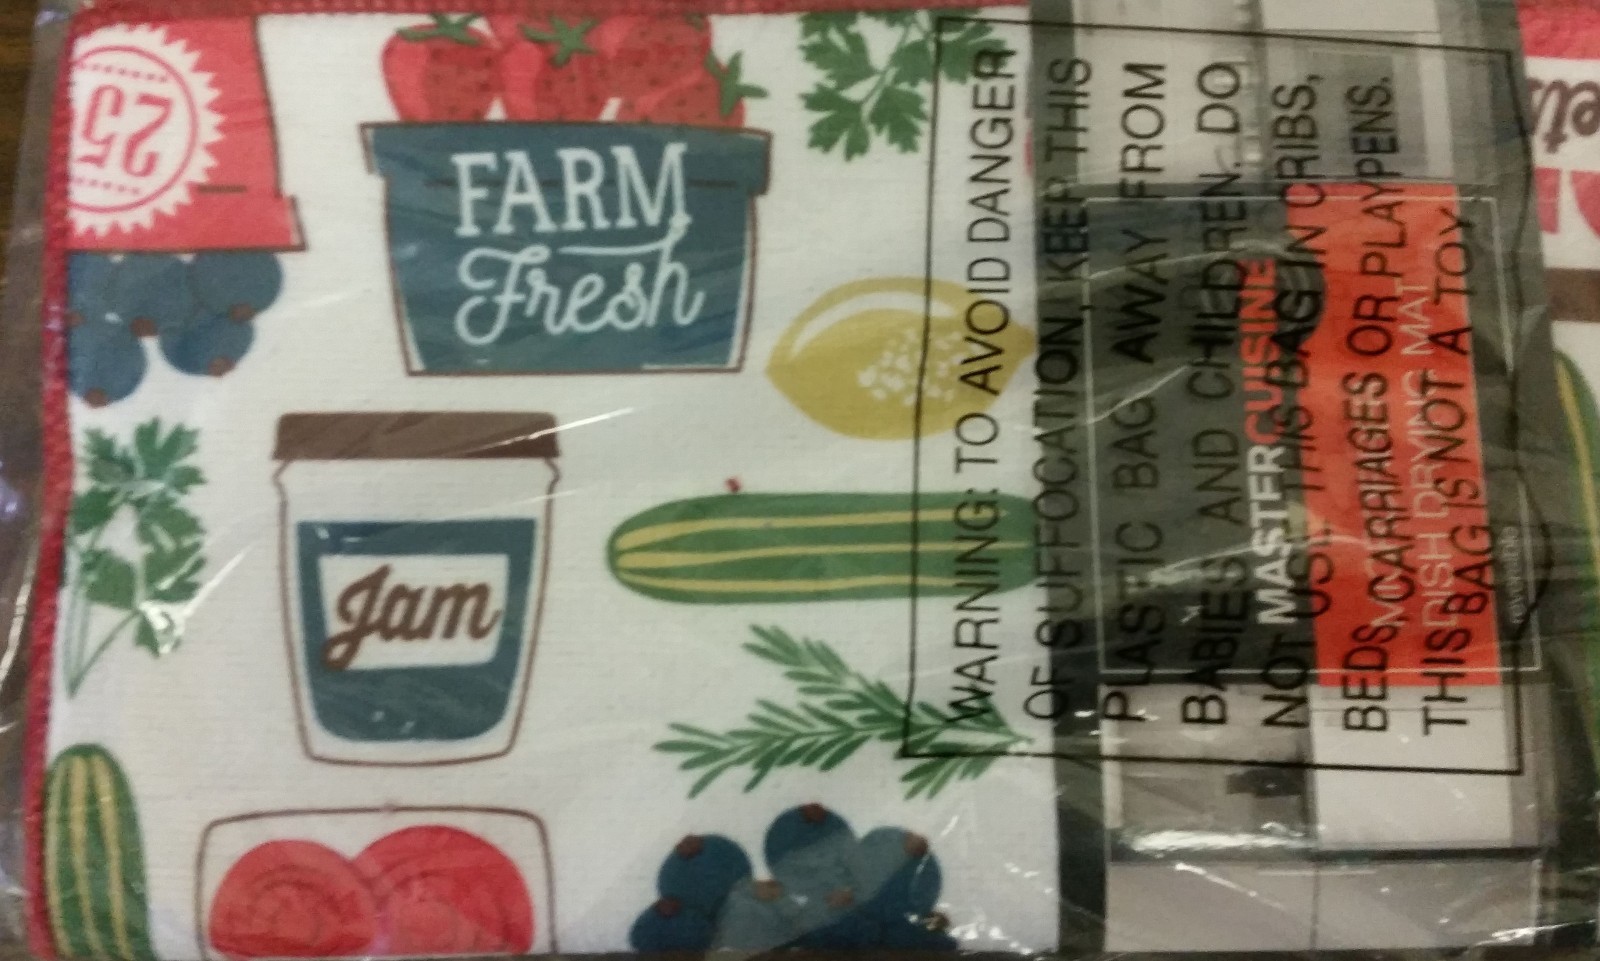 25
FARM
Fresh
Jam
WARNING: TO AVOID DANGER
OF SUFFOCATION, KEEP THIS
PLASTIC BAG AWAY FROM
BABIES AND CHILDREN. DO
NOT USE THIS BAG IN CRIBS,
BEDS, CARRIAGES OR PLAYPENS.
THIS BAG IS NOT A TOY
MASTERCUISINE
DISH DRYING MAT
reversible